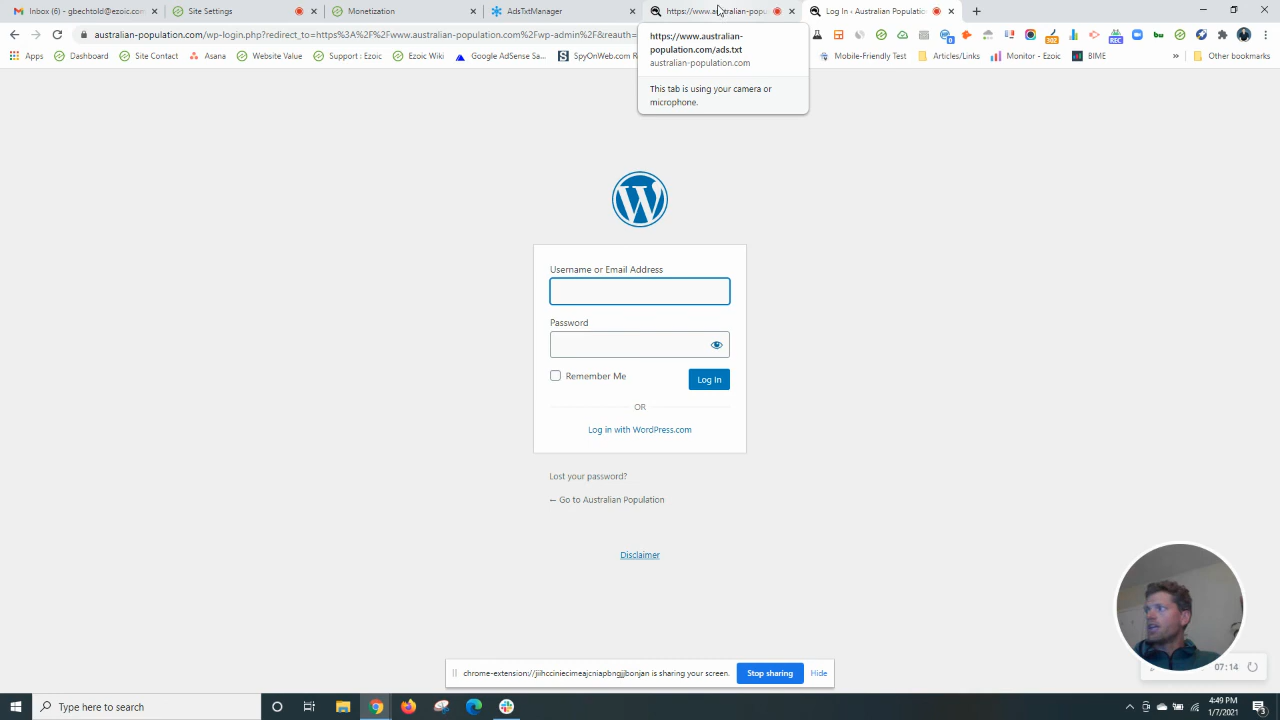 Inbox (6) - gbechtold@ezoic.com
Site Settings
Monetization
AdsTxtManager
https://www.australian-popu
Log In ‹ Australian Populatio
ralian-population.com/wp-login.php?redirect_to=https%3A%2F%2Fwww.australian-population.com%2Fwp-admin%2F&reauth=
https://www.australian-
population.com/ads.txt
australian-population.com
This tab is using your camera or
microphone.
Apps
Dashboard
Site Contact
Asana
Support - Ezoic
Ezoic Wiki
Google AdSense Sa...
SpyOnWeb.com R
Mobile-Friendly Test
Articles/Links
Monitor - Ezoic
BIME
»
Other bookmarks
Username or Email Address
Password
Remember Me
Log In
OR
Log in with WordPress.com
Lost your password?
← Go to Australian Population
Disclaimer
chrome-extension://jiihcciniecimeajcniapbngjjbonjan is sharing your screen.
Stop sharing
Hide
07:14
Type here to search
4:49 PM
1/7/2021